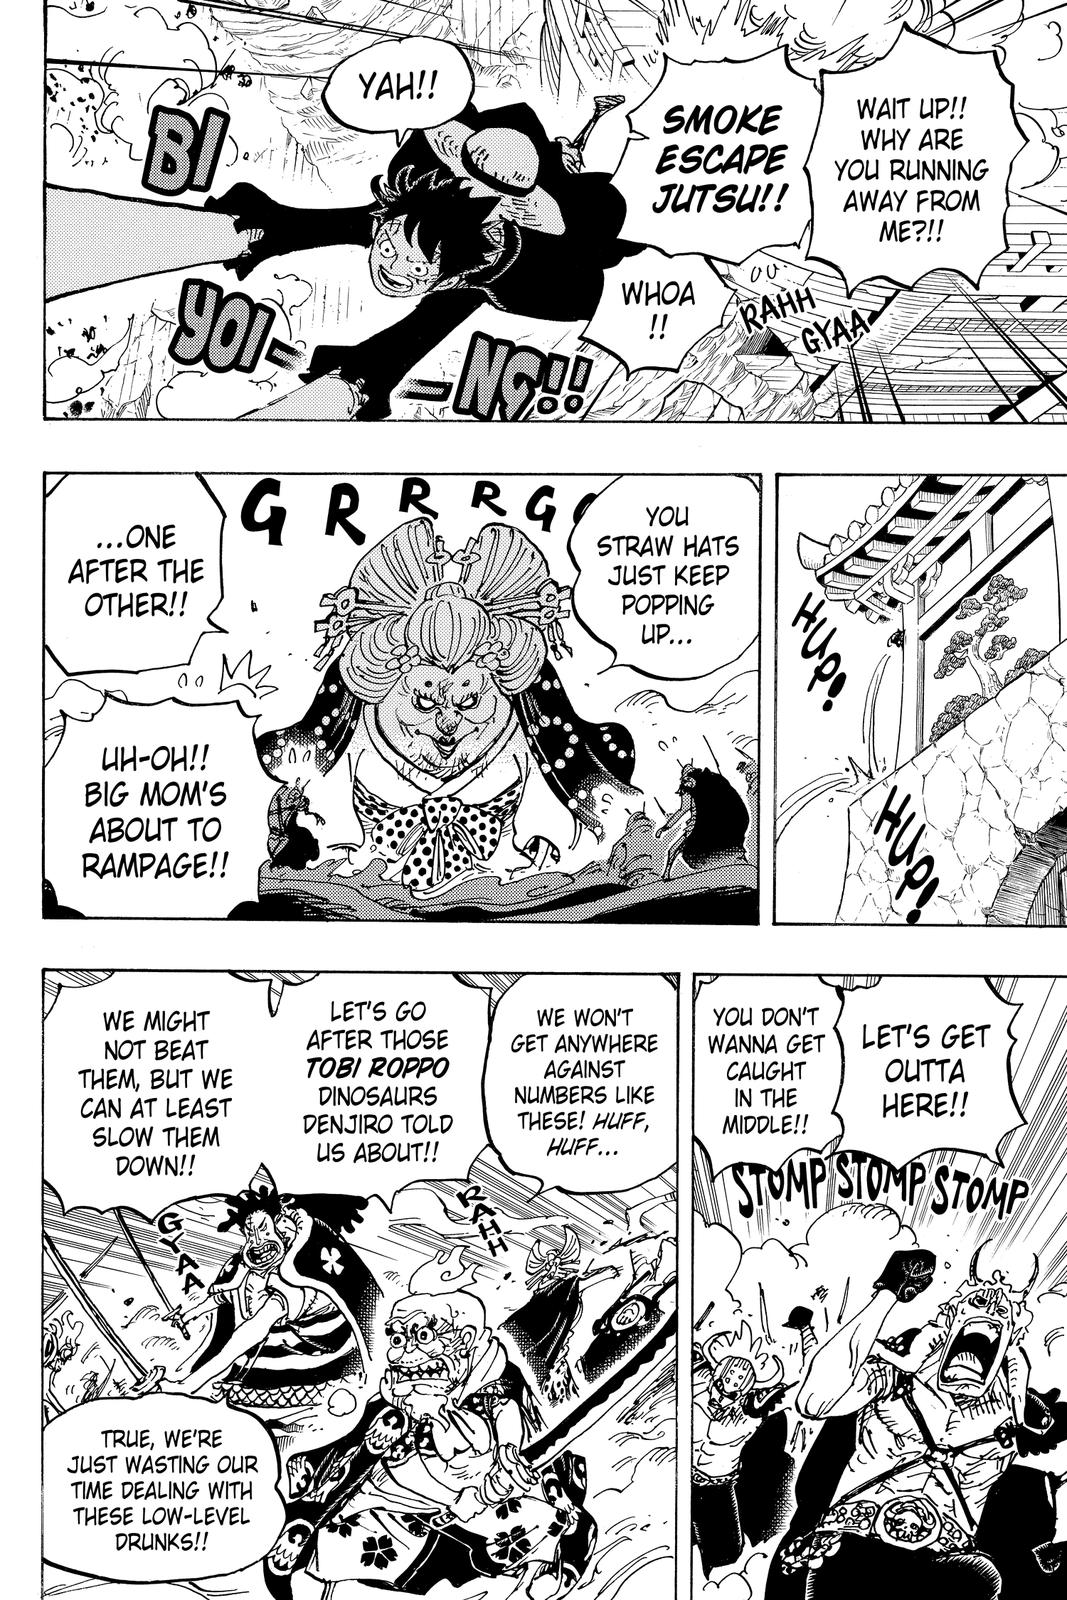 WAIT UP!!
WHY ARE
YOU RUNNING
AWAY FROM
ME?!!
SMOKE
ESCAPE
JUTSU!!
YAH!!
WHOA
!!
RAHH
GYAA
BI
YOI-
-NG!!
HUP!
HUP!
YOU
STRAW HATS
JUST KEEP
POPPING
UP...
GRRRG
...ONE
AFTER THE
OTHER!!
UH-OH!!
BIG MOM'S
ABOUT TO
RAMPAGE!!
LET'S GET
OUTTA
HERE!!
YOU DON'T
WANNA GET
CAUGHT
IN THE
MIDDLE!!
STOMP STOMP STOMP
WE WON'T
GET ANYWHERE
AGAINST
NUMBERS LIKE
THESE! HUFF,
HUFF...
LET'S GO
AFTER THOSE
TOBI ROPPO
DINOSAURS
DENJIRO TOLD
US ABOUT!!
WE MIGHT
NOT BEAT
THEM, BUT WE
CAN AT LEAST
SLOW THEM
DOWN!!
RAHH
GYAA
TRUE, WE'RE
JUST WASTING OUR
TIME DEALING WITH
THESE LOW-LEVEL
DRUNKS!!